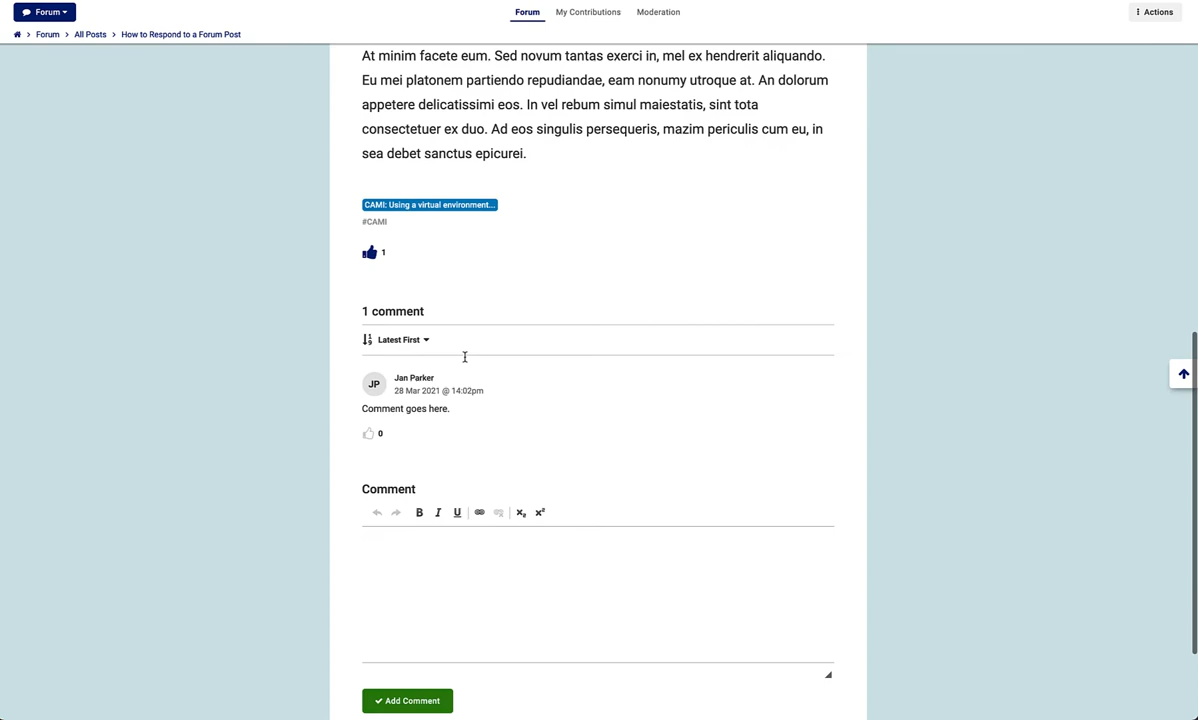 Forum
Forum
My Contributions
Moderation
Actions
Forum
All Posts
How to Respond to a Forum Post
At minim facete eum. Sed novum tantas exerci in, mel ex hendrerit aliquando.
Eu mei platonem partiendo repudiandae, eam nonumy utroque at. An dolorum
appetere delicatissimi eos. In vel rebum simul maiestatis, sint tota
consectetuer ex duo. Ad eos singulis persequeris, mazim periculis cum eu, in
sea debet sanctus epicurei.
CAMI: Using a virtual environment...
#CAMI
1
1 comment
Latest First
JP
Jan Parker
28 Mar 2021 @ 14:02pm
Comment goes here.
0
Comment
B I U x₂ x²
Add Comment